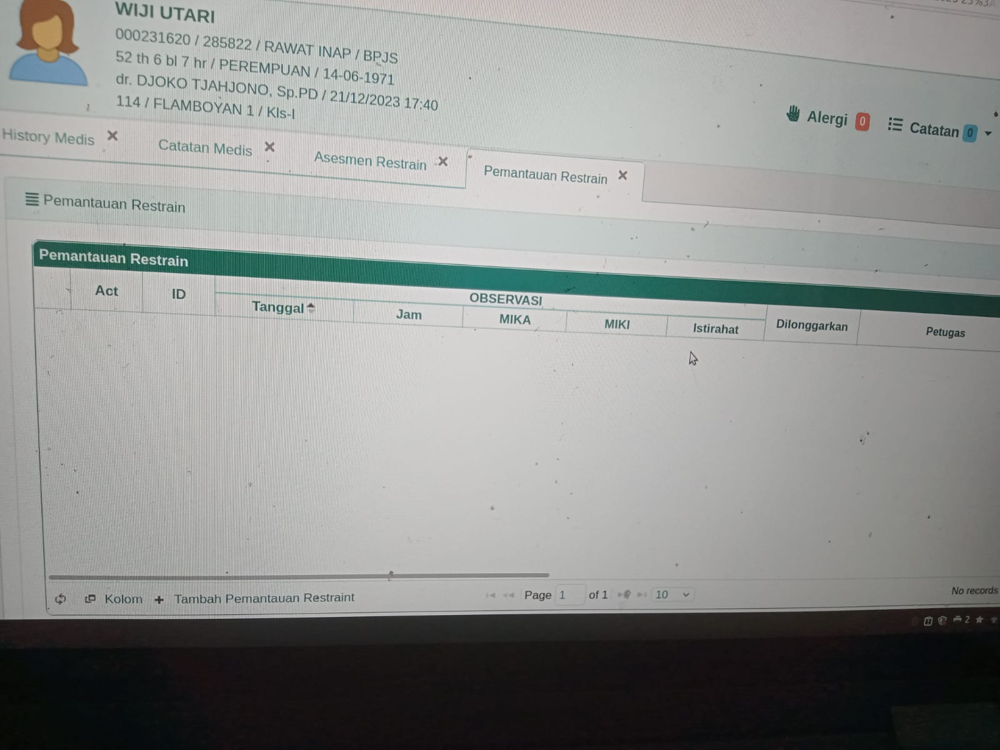 WIJI UTARI
000231620 / 285822 / RAWAT INAP / BPJS
52 th 6 bl 7 hr / PEREMPUAN / 14-06-1971
dr. DJOKO TJAHJONO, Sp.PD / 21/12/2023 17:40
114 / FLAMBOYAN 1 / Kls-I
Alergi 0 Catatan 0
History Medis Catatan Medis Asesmen Restrain Pemantauan Restrain
Pemantauan Restrain
Pemantauan Restrain
Act ID OBSERVASI Dilonggarkan Petugas
Tanggal Jam MIKA MIKI Istirahat
Kolom + Tambah Pemantauan Restraint Page 1 of 1 10 No records
2